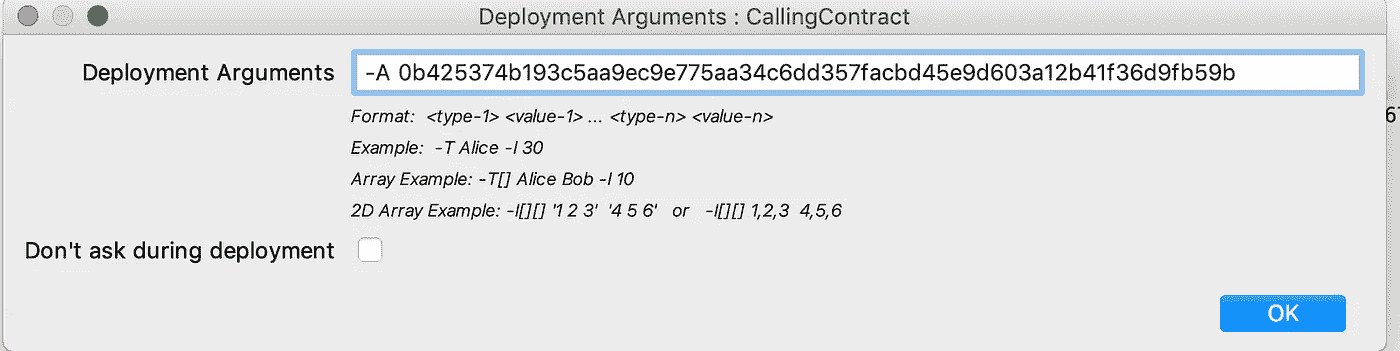 Deployment Arguments : CallingContract
Deployment Arguments -A 0b425374b193c5aa9ec9e775aa34c6dd357facbd45e9d603a12b41f36d9fb59b
Format: <type-1> <value-1> ... <type-n> <value-n>
Example: -T Alice -I 30
Array Example: -T[] Alice Bob -I 10
2D Array Example: -I[][] '1 2 3' '4 5 6' or -I[][] 1,2,3 4,5,6
Don't ask during deployment
OK